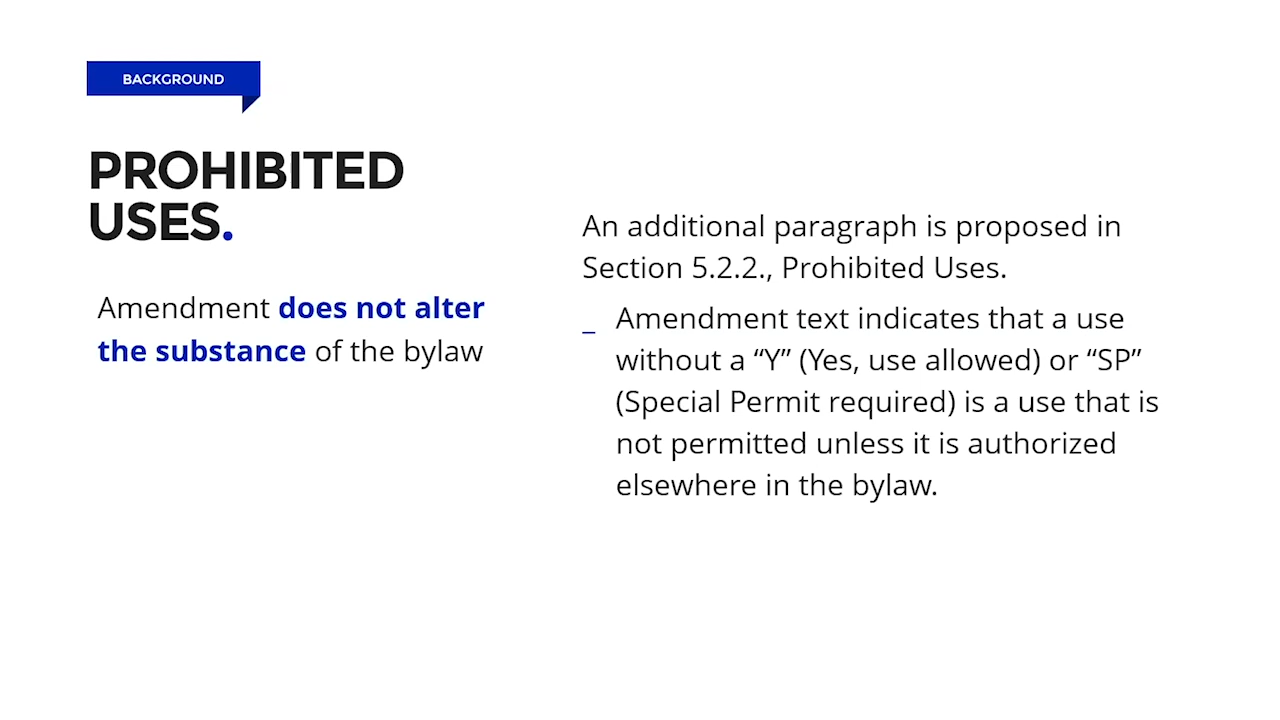 BACKGROUND
PROHIBITED
USES.
Amendment does not alter
the substance of the bylaw
An additional paragraph is proposed in
Section 5.2.2., Prohibited Uses.
_ Amendment text indicates that a use
without a “Y” (Yes, use allowed) or “SP”
(Special Permit required) is a use that is
not permitted unless it is authorized
elsewhere in the bylaw.